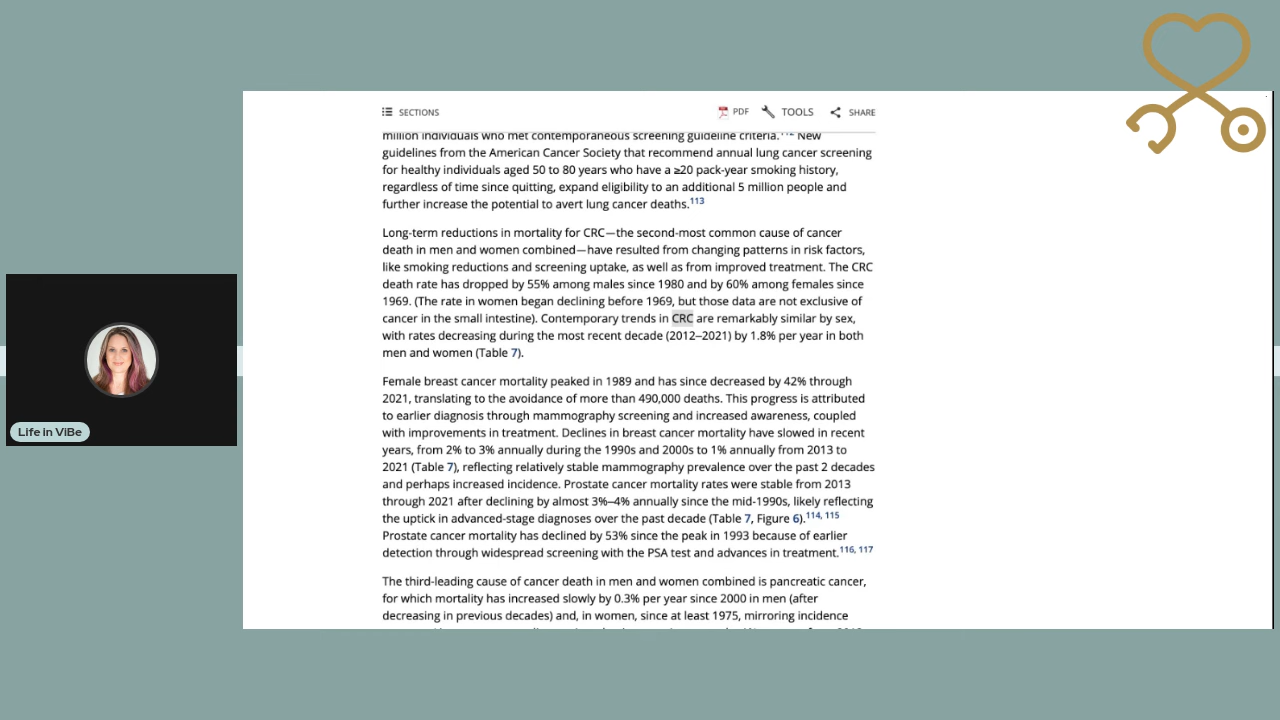 SECTIONS
PDF
TOOLS
SHARE
million individuals who met contemporaneous screening guideline criteria.112 New
guidelines from the American Cancer Society that recommend annual lung cancer screening
for healthy individuals aged 50 to 80 years who have a ≥20 pack-year smoking history,
regardless of time since quitting, expand eligibility to an additional 5 million people and
further increase the potential to avert lung cancer deaths.113
Long-term reductions in mortality for CRC—the second-most common cause of cancer
death in men and women combined—have resulted from changing patterns in risk factors,
like smoking reductions and screening uptake, as well as from improved treatment. The CRC
death rate has dropped by 55% among males since 1980 and by 60% among females since
1969. (The rate in women began declining before 1969, but those data are not exclusive of
cancer in the small intestine). Contemporary trends in CRC are remarkably similar by sex,
with rates decreasing during the most recent decade (2012–2021) by 1.8% per year in both
men and women (Table 7).
Female breast cancer mortality peaked in 1989 and has since decreased by 42% through
2021, translating to the avoidance of more than 490,000 deaths. This progress is attributed
to earlier diagnosis through mammography screening and increased awareness, coupled
with improvements in treatment. Declines in breast cancer mortality have slowed in recent
years, from 2% to 3% annually during the 1990s and 2000s to 1% annually from 2013 to
2021 (Table 7), reflecting relatively stable mammography prevalence over the past 2 decades
and perhaps increased incidence. Prostate cancer mortality rates were stable from 2013
through 2021 after declining by almost 3%–4% annually since the mid-1990s, likely reflecting
the uptick in advanced-stage diagnoses over the past decade (Table 7, Figure 6).114, 115
Prostate cancer mortality has declined by 53% since the peak in 1993 because of earlier
detection through widespread screening with the PSA test and advances in treatment.116, 117
The third-leading cause of cancer death in men and women combined is pancreatic cancer,
for which mortality has increased slowly by 0.3% per year since 2000 in men (after
decreasing in previous decades) and, in women, since at least 1975, mirroring incidence
Life in ViBe